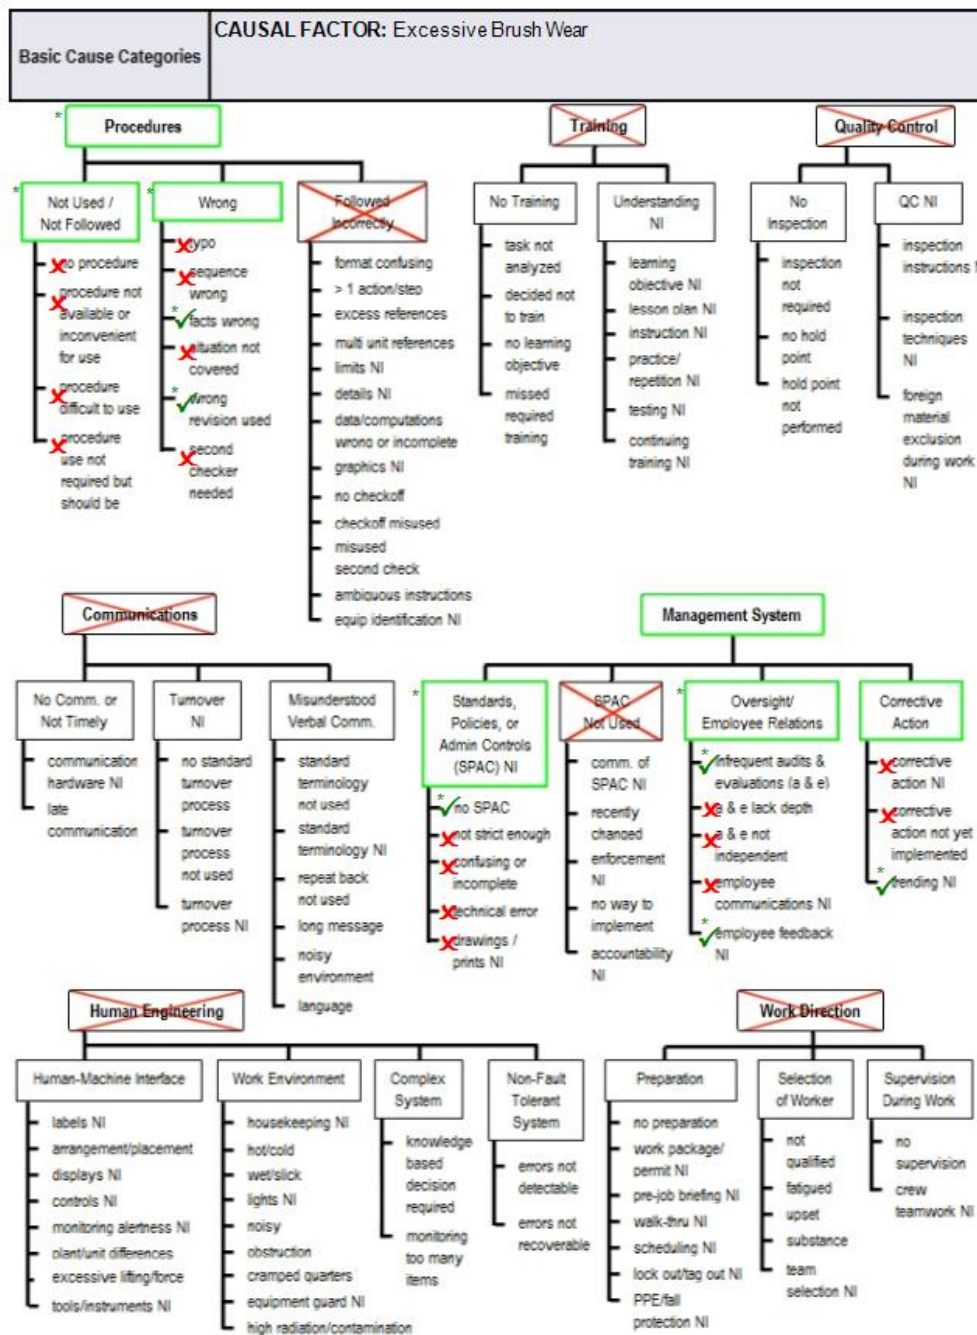 CAUSAL FACTOR: Excessive Brush Wear
Basic Cause Categories
Procedures
Not Used /
Not Followed
no procedure
procedure not
available or
inconvenient
for use
procedure
difficult to use
procedure
use not
required but
should be
Wrong
typo
sequence
wrong
facts wrong
situation not
covered
wrong
revision used
second
checker
needed
Followed
Incorrectly
format confusing
> 1 action/step
excess references
multi unit references
limits NI
details NI
data/computations
wrong or incomplete
graphics NI
no checkoff
checkoff misused
misused
second check
ambiguous instructions
equip identification NI
Training
No Training
task not
analyzed
decided not
to train
no learning
objective
missed
required
training
Understanding
NI
learning
objective NI
lesson plan NI
instruction NI
practice/
repetition NI
testing NI
continuing
training NI
Quality Control
No
Inspection
inspection
not
required
no hold
point
hold point
not
performed
QC NI
inspection
instructions
inspection
techniques
NI
foreign
material
exclusion
during work
NI
Communications
No Comm. or
Not Timely
communication
hardware NI
late
communication
Turnover
NI
no standard
turnover
process
turnover
process
not used
turnover
process NI
Misunderstood
Verbal Comm.
standard
terminology
not used
standard
terminology NI
repeat back
not used
long message
noisy
environment
language
Management System
Standards,
Policies, or
Admin Controls
(SPAC) NI
no SPAC
not strict enough
confusing or
incomplete
technical error
drawings /
prints NI
SPAC
Not Used
comm. of
SPAC NI
recently
changed
enforcement
NI
no way to
implement
accountability
NI
Oversight/
Employee Relations
infrequent audits &
evaluations (a & e)
a & e lack depth
a & e not
independent
employee
communications NI
employee feedback
NI
Corrective
Action
corrective
action NI
corrective
action not yet
implemented
trending NI
Human Engineering
Human-Machine Interface
labels NI
arrangement/placement
displays NI
controls NI
monitoring alertness NI
plant/unit differences
excessive lifting/force
tools/instruments NI
Work Environment
housekeeping NI
hot/cold
wet/slick
lights NI
noisy
obstruction
cramped quarters
equipment guard NI
high radiation/contamination
Complex
System
knowledge
based
decision
required
monitoring
too many
items
Non-Fault
Tolerant
System
errors not
detectable
errors not
recoverable
Work Direction
Preparation
no preparation
work package/
permit NI
pre-job briefing NI
walk-thru NI
scheduling NI
lock out/tag out NI
PPE/fall
protection NI
Selection
of Worker
not
qualified
fatigued
upset
substance
team
selection NI
Supervision
During Work
no
supervision
crew
teamwork NI